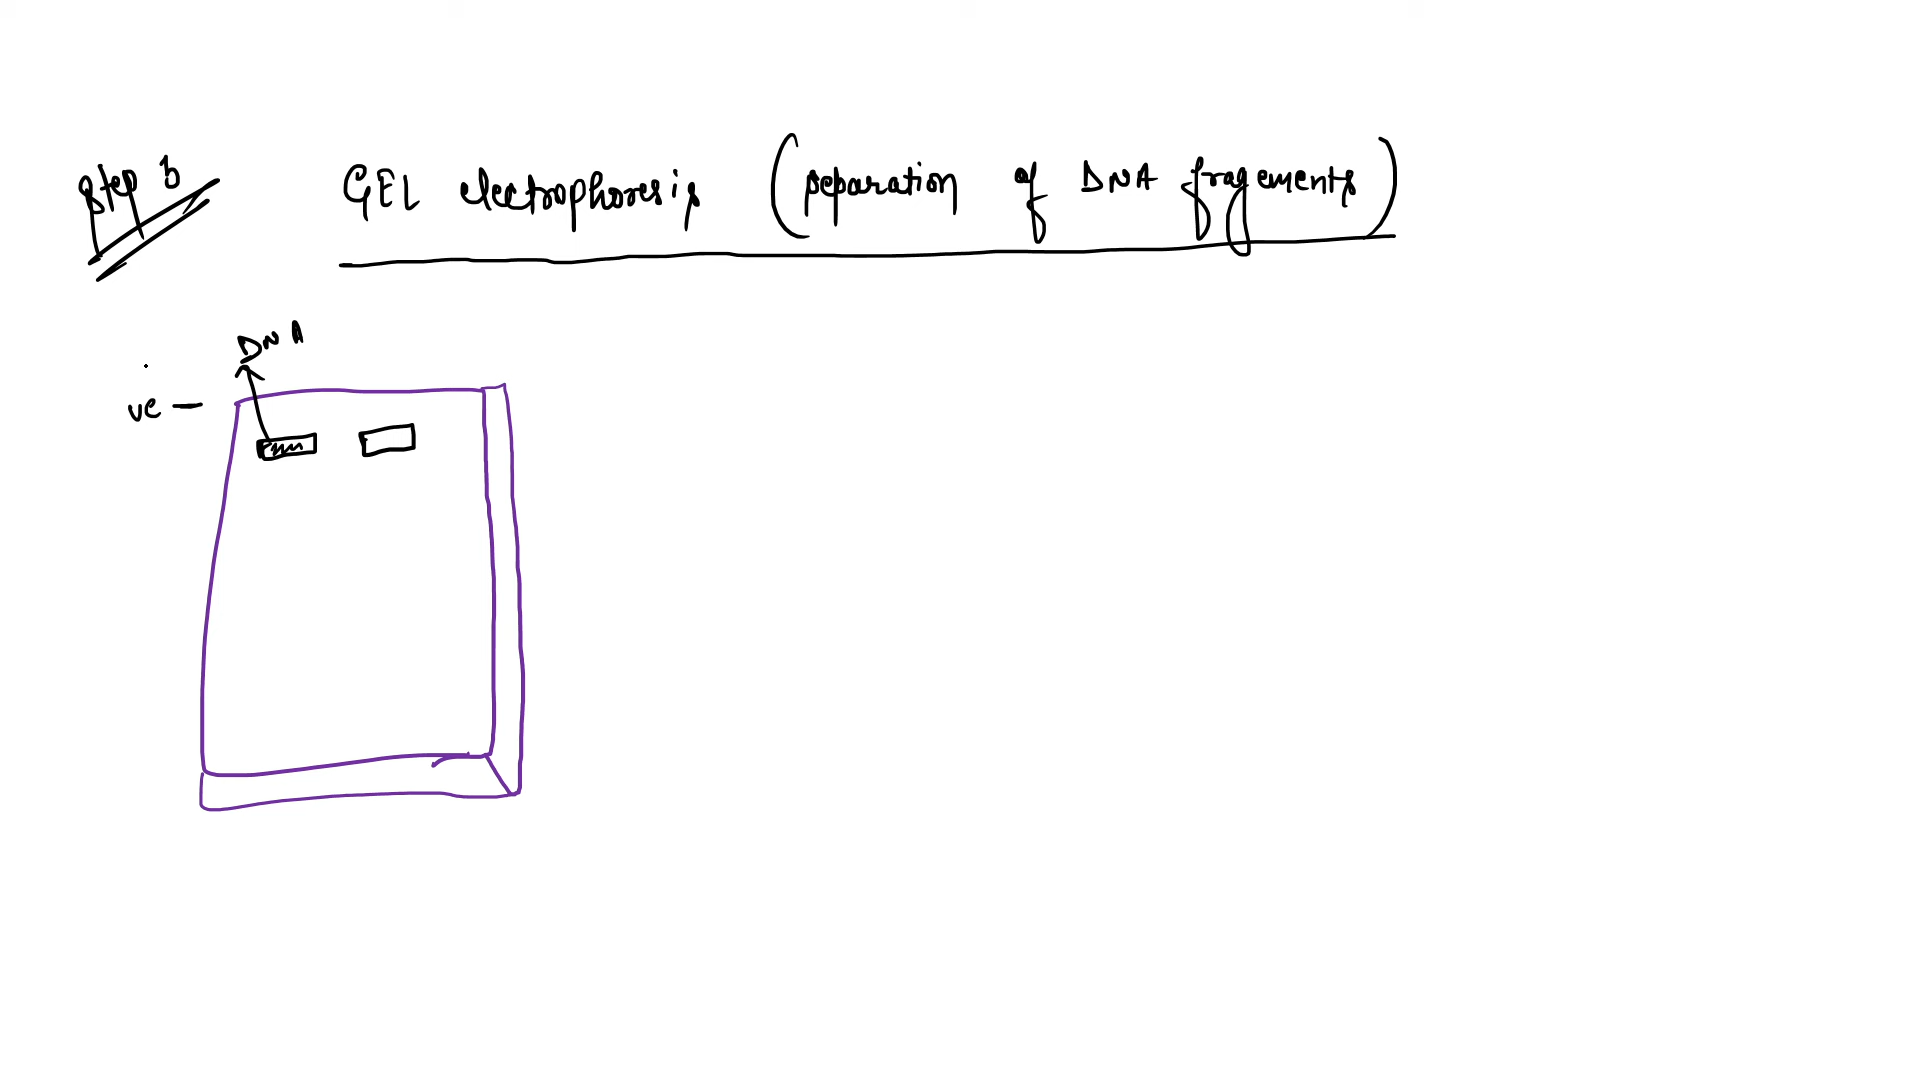 Step 3 GEL electrophoresis (separation of DNA fragements)
DNA
ve —